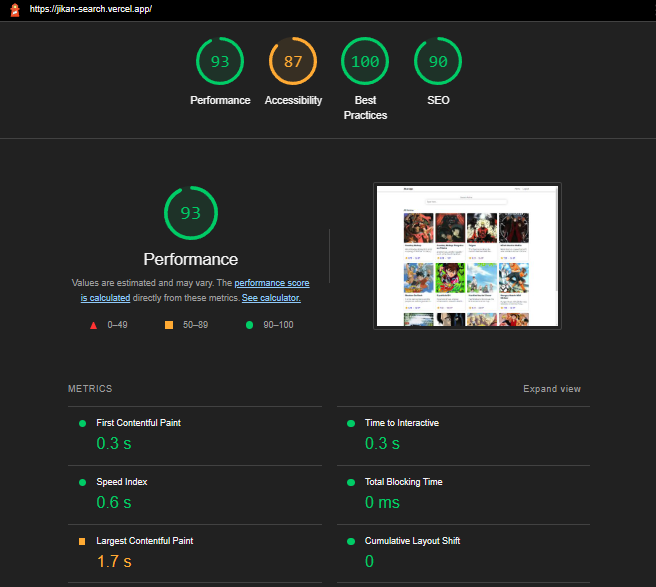 https://jikan-search.vercel.app/
93
87
100
90
Performance
Accessibility
Best
Practices
SEO
93
Performance
Values are estimated and may vary. The performance score
is calculated directly from these metrics. See calculator.
0–49
50–89
90–100
METRICS
Expand view
First Contentful Paint
0.3 s
Time to Interactive
0.3 s
Speed Index
0.6 s
Total Blocking Time
0 ms
Largest Contentful Paint
1.7 s
Cumulative Layout Shift
0